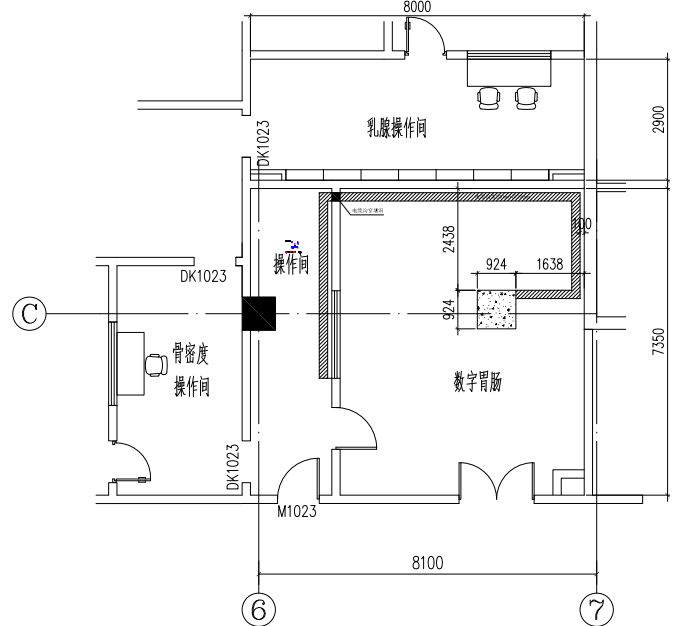 8000
DK1023
乳腺操作间
2900
2438
100
操作间
924
1638
DK1023
C
924
7350
骨密度
操作间
数字胃肠
DK1023
M1023
8100
6
7